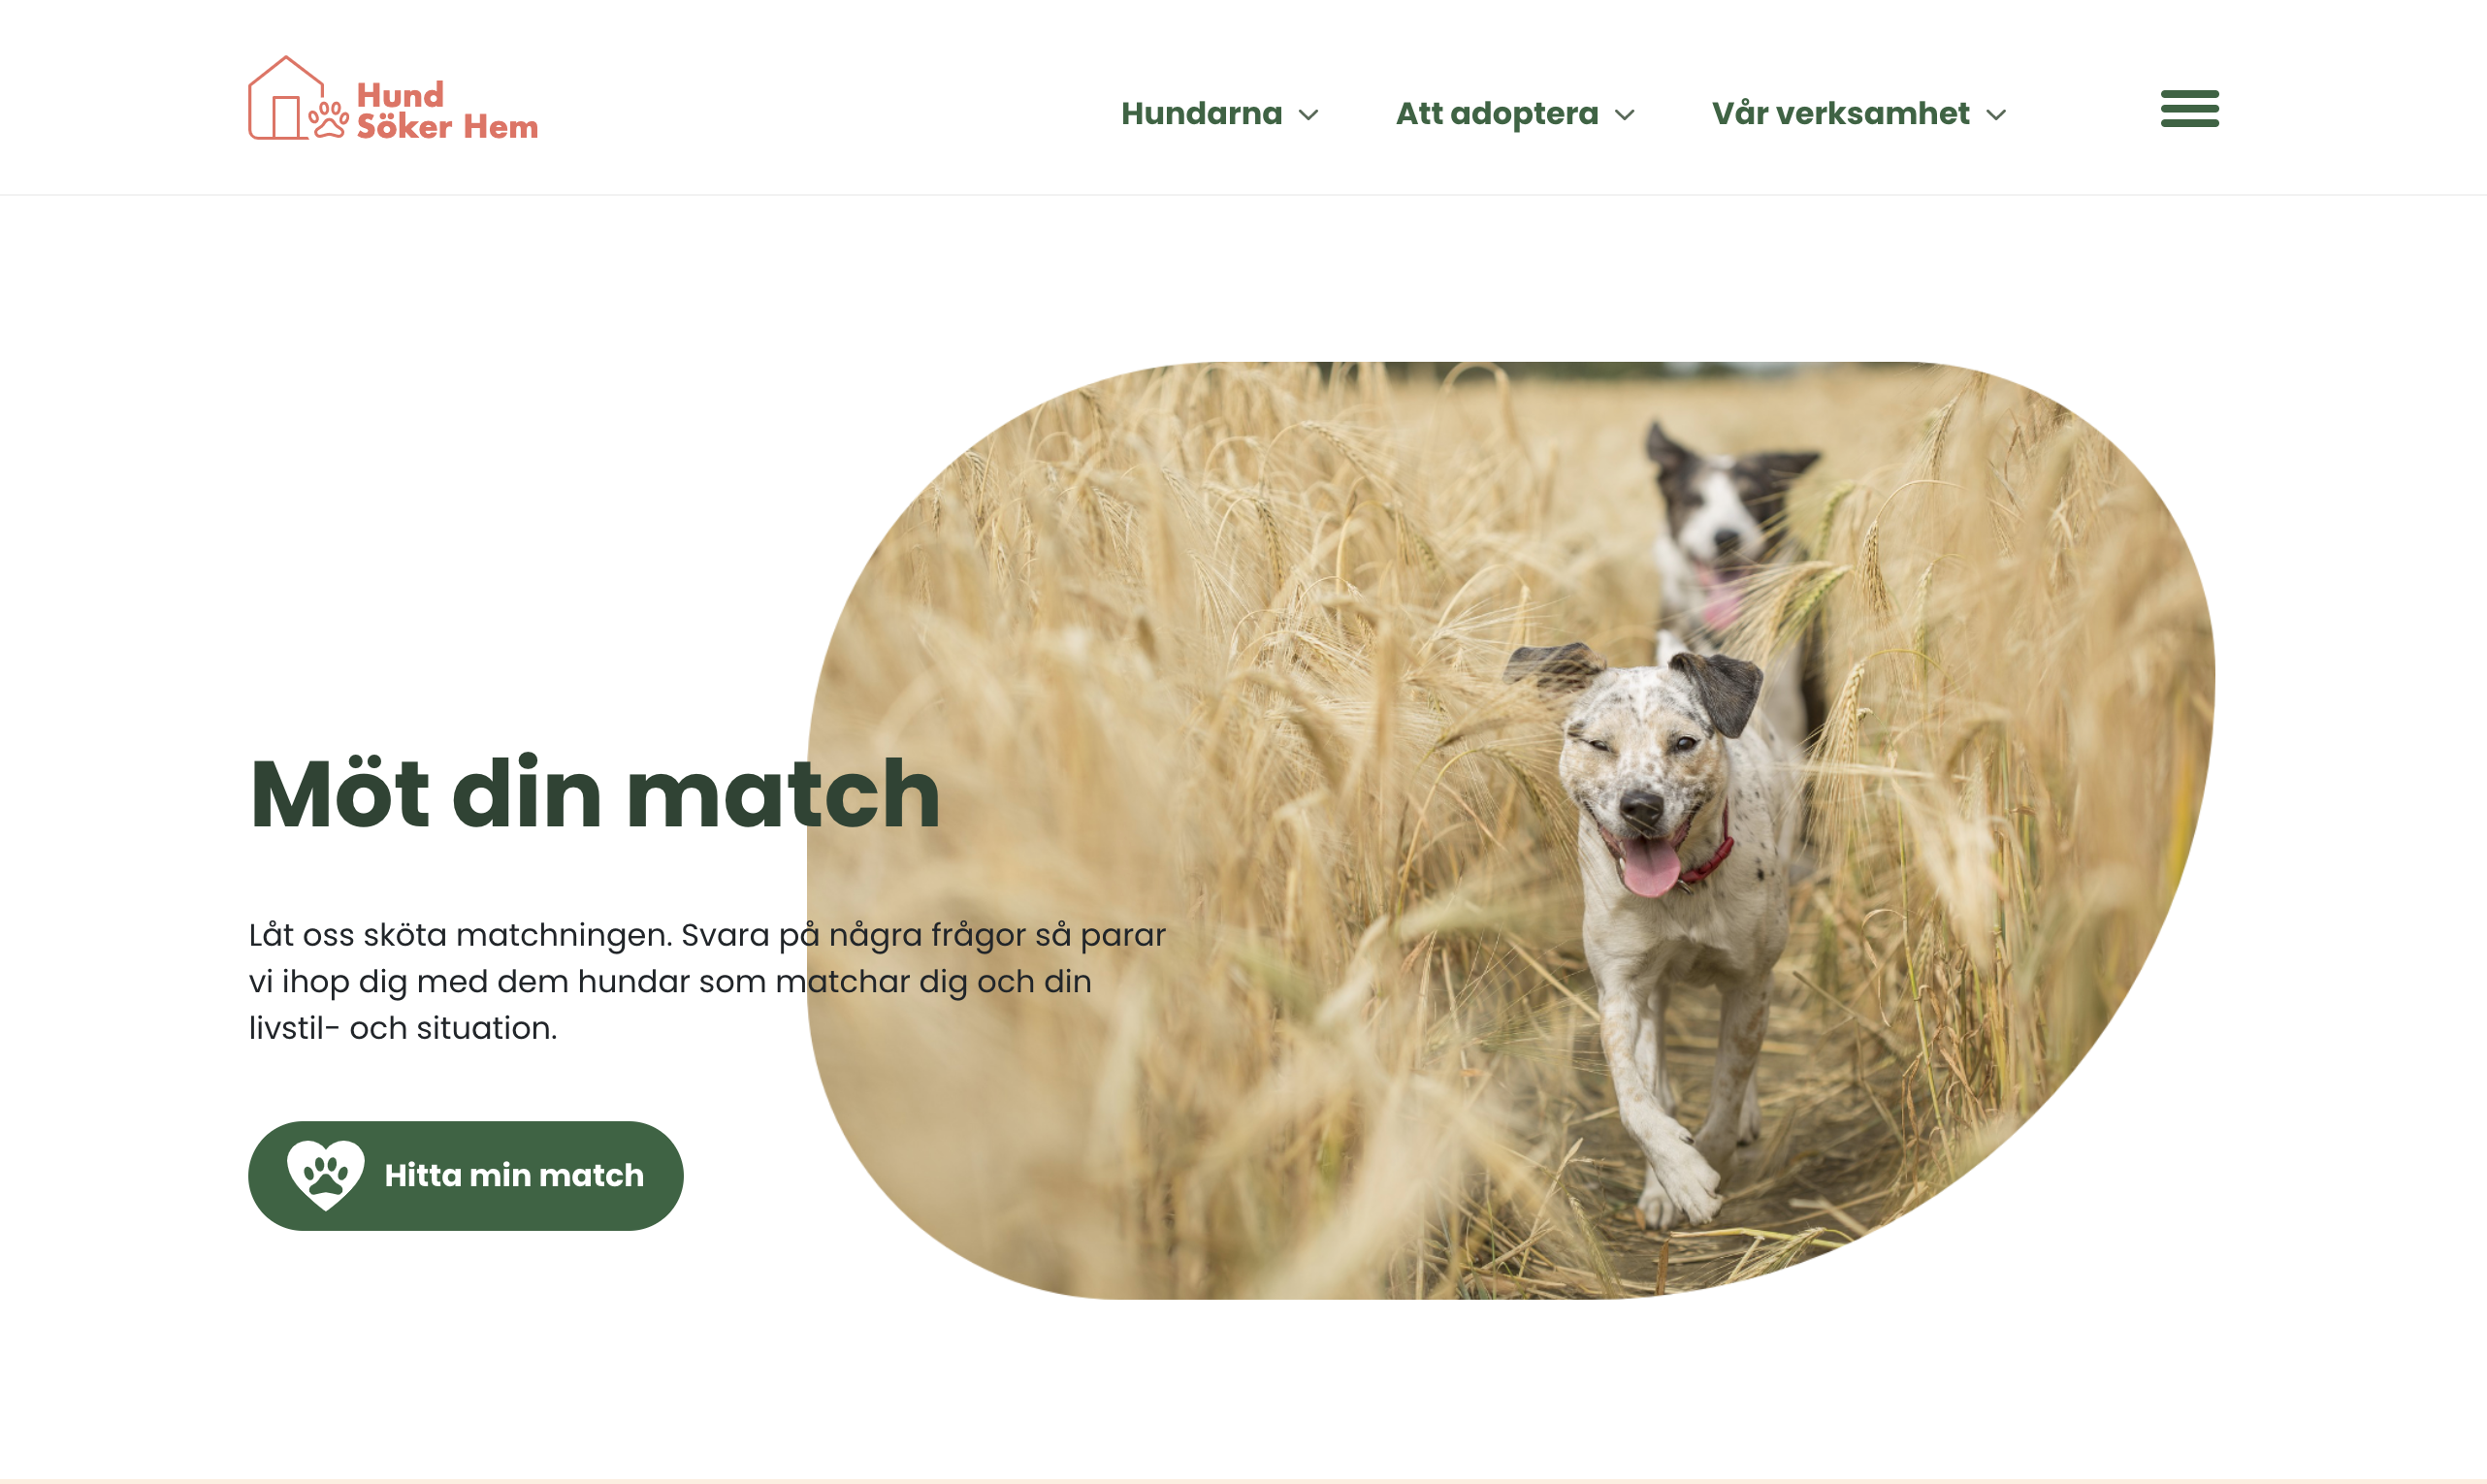 Hund
Söker Hem
Hundarna
Att adoptera
Vår verksamhet
Möt din match
Låt oss sköta matchningen. Svara på några frågor så parar
vi ihop dig med dem hundar som matchar dig och din
livstil- och situation.
Hitta min match